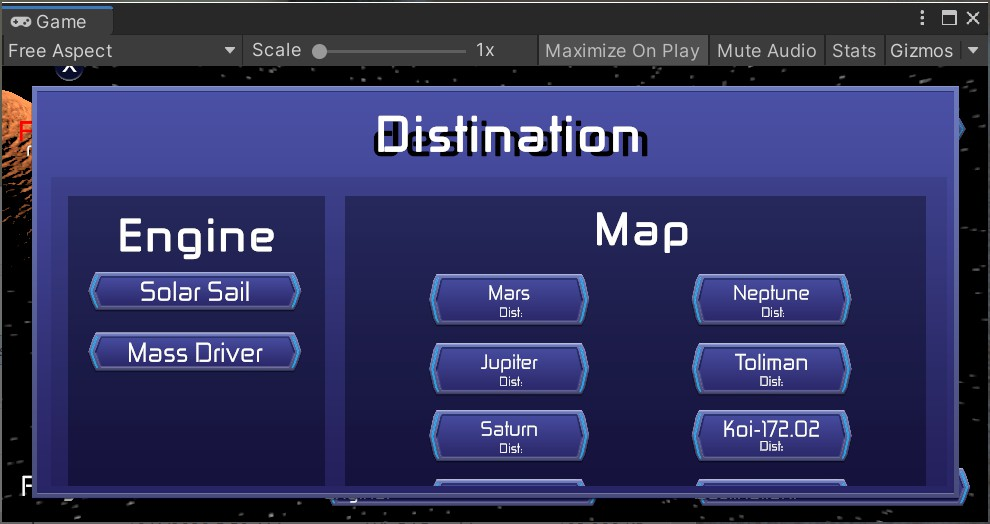 Game
Free Aspect Scale 1x Maximize On Play Mute Audio Stats Gizmos
X
Distination
destination
Engine
Solar Sail
Mass Driver
Map
Mars
Dist:
Neptune
Dist:
Jupiter
Dist:
Toliman
Dist:
Saturn
Dist:
Koi-172.02
Dist: